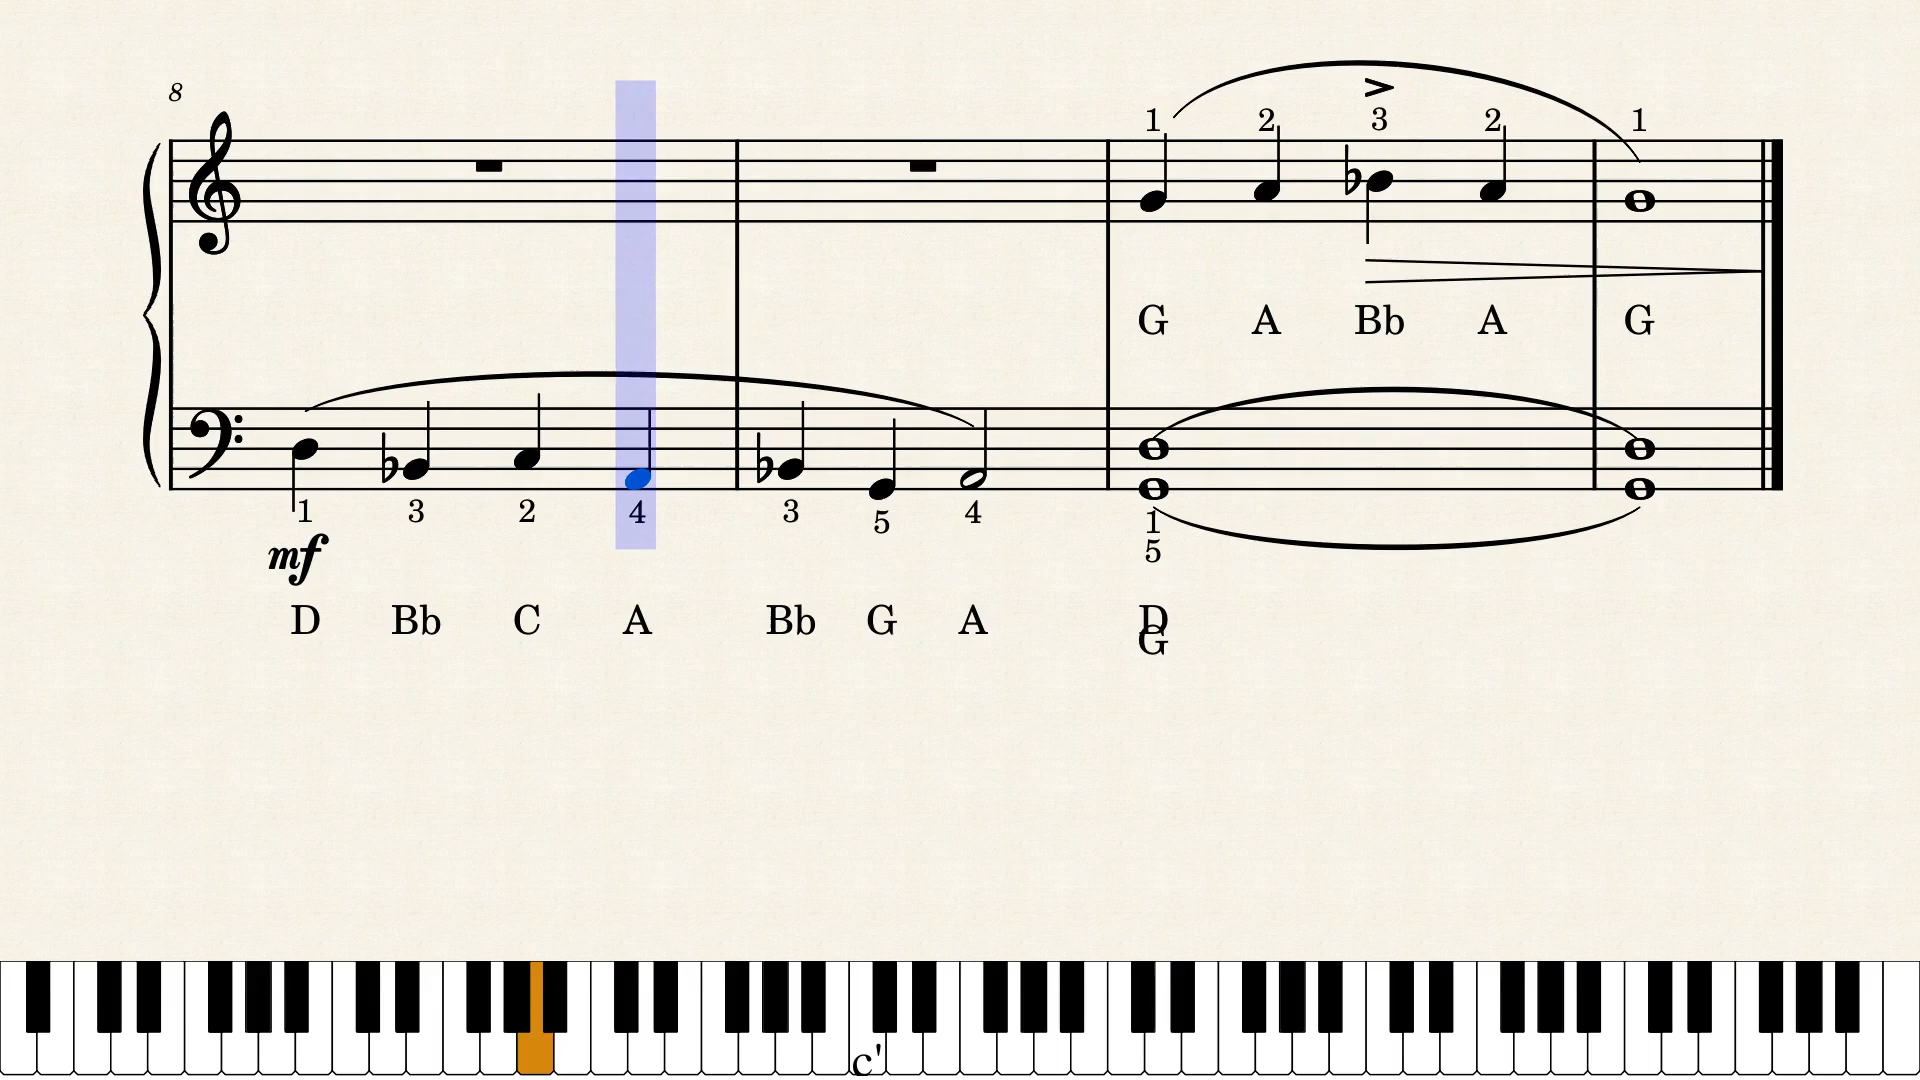 8
1 2 3 2 1
G A Bb A G
1 3 2 4 3 5 4 1
5
mf
D Bb C A Bb G A D
G
c'